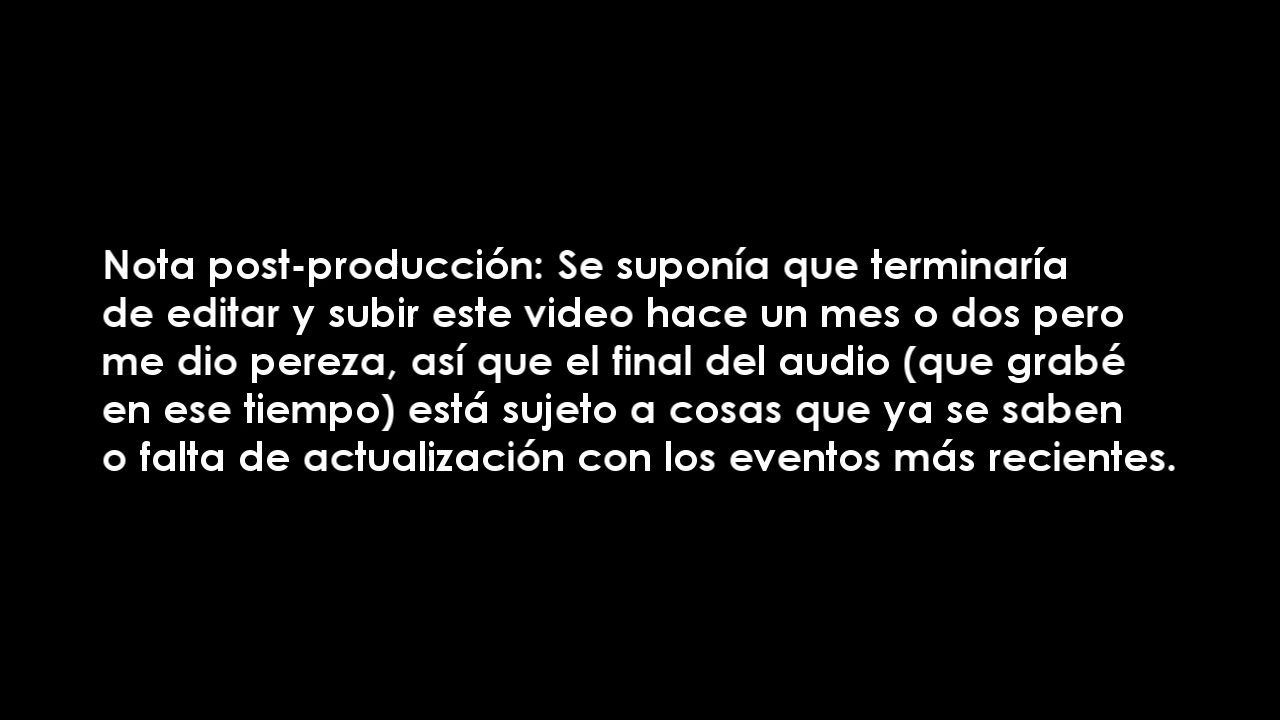 Nota post-producción: Se suponía que terminaría
de editar y subir este video hace un mes o dos pero
me dio pereza, así que el final del audio (que grabé
en ese tiempo) está sujeto a cosas que ya se saben
o falta de actualización con los eventos más recientes.